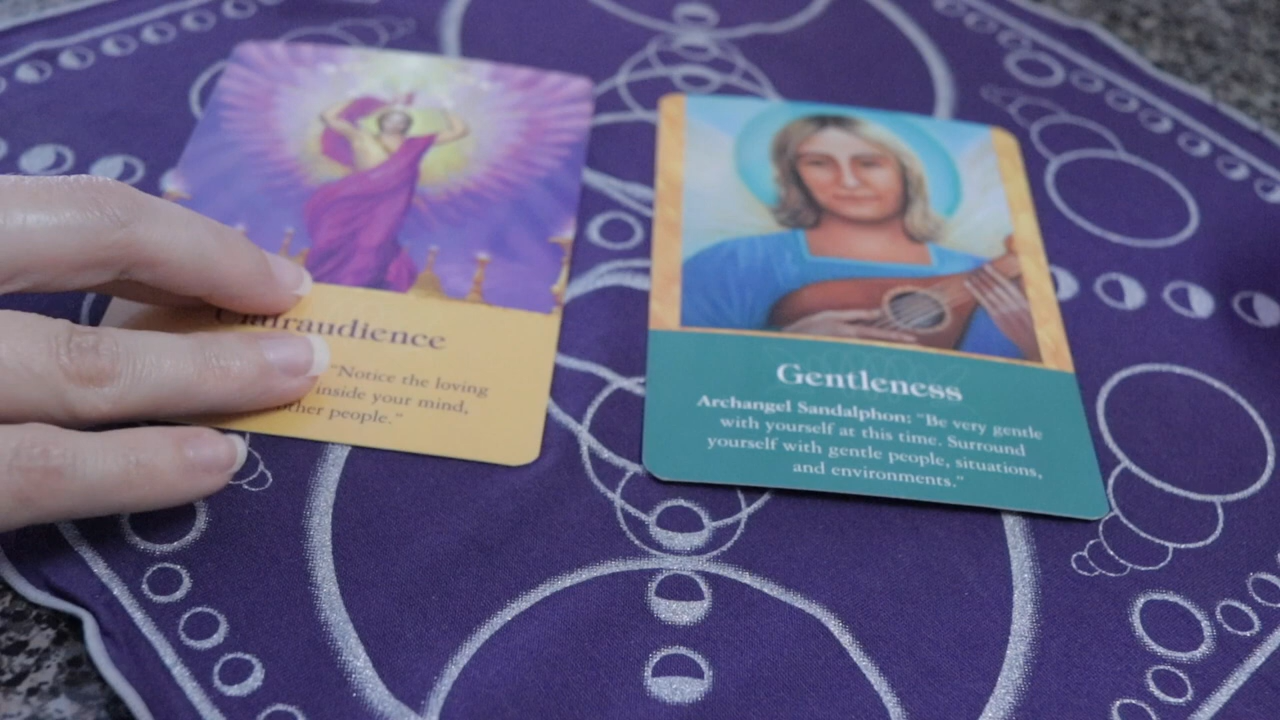 Clairaudience
"Notice the loving
inside your mind,
other people."
Gentleness
Archangel Sandalphon: "Be very gentle
with yourself at this time. Surround
yourself with gentle people, situations,
and environments."